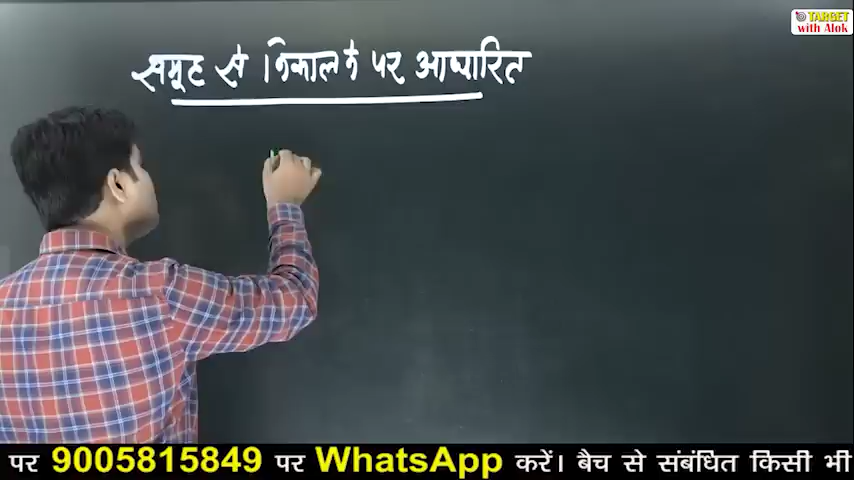 TARGET
with Alok
समूह से निकालने पर आधारित
पर 9005815849 पर WhatsApp करें। बैच से संबंधित किसी भी